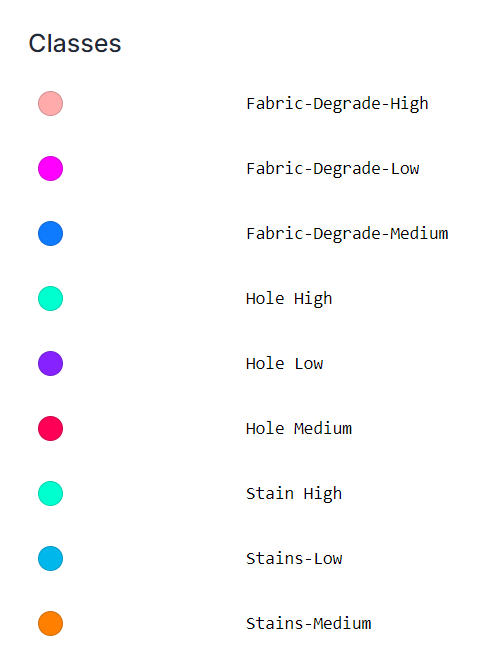 Classes
Fabric-Degrade-High
Fabric-Degrade-Low
Fabric-Degrade-Medium
Hole High
Hole Low
Hole Medium
Stain High
Stains-Low
Stains-Medium